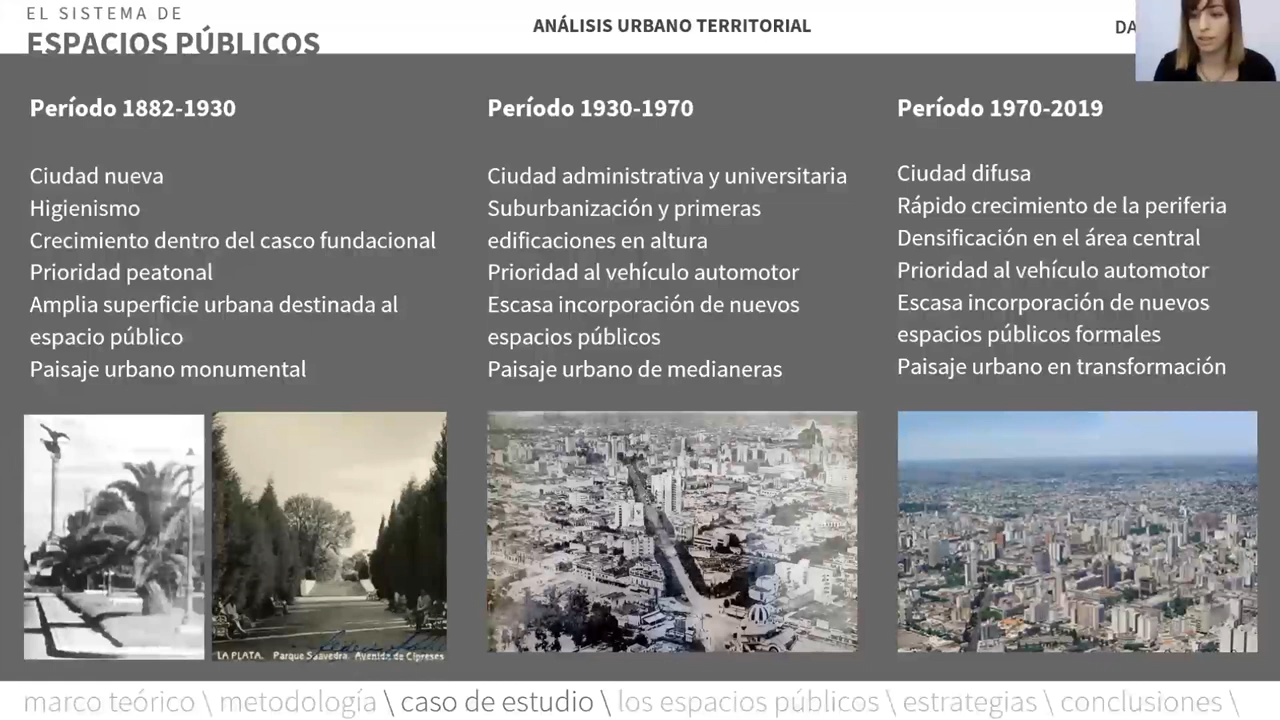 EL SISTEMA DE
ESPACIOS PÚBLICOS
ANÁLISIS URBANO TERRITORIAL
DA
Período 1882-1930
Ciudad nueva
Higienismo
Crecimiento dentro del casco fundacional
Prioridad peatonal
Amplia superficie urbana destinada al
espacio público
Paisaje urbano monumental
Período 1930-1970
Ciudad administrativa y universitaria
Suburbanización y primeras
edificaciones en altura
Prioridad al vehículo automotor
Escasa incorporación de nuevos
espacios públicos
Paisaje urbano de medianeras
Período 1970-2019
Ciudad difusa
Rápido crecimiento de la periferia
Densificación en el área central
Prioridad al vehículo automotor
Escasa incorporación de nuevos
espacios públicos formales
Paisaje urbano en transformación
LA PLATA. Parque Saavedra. Avenida de Cipreses
marco teórico \ metodología \ caso de estudio \ los espacios públicos \ estrategias \ conclusiones \